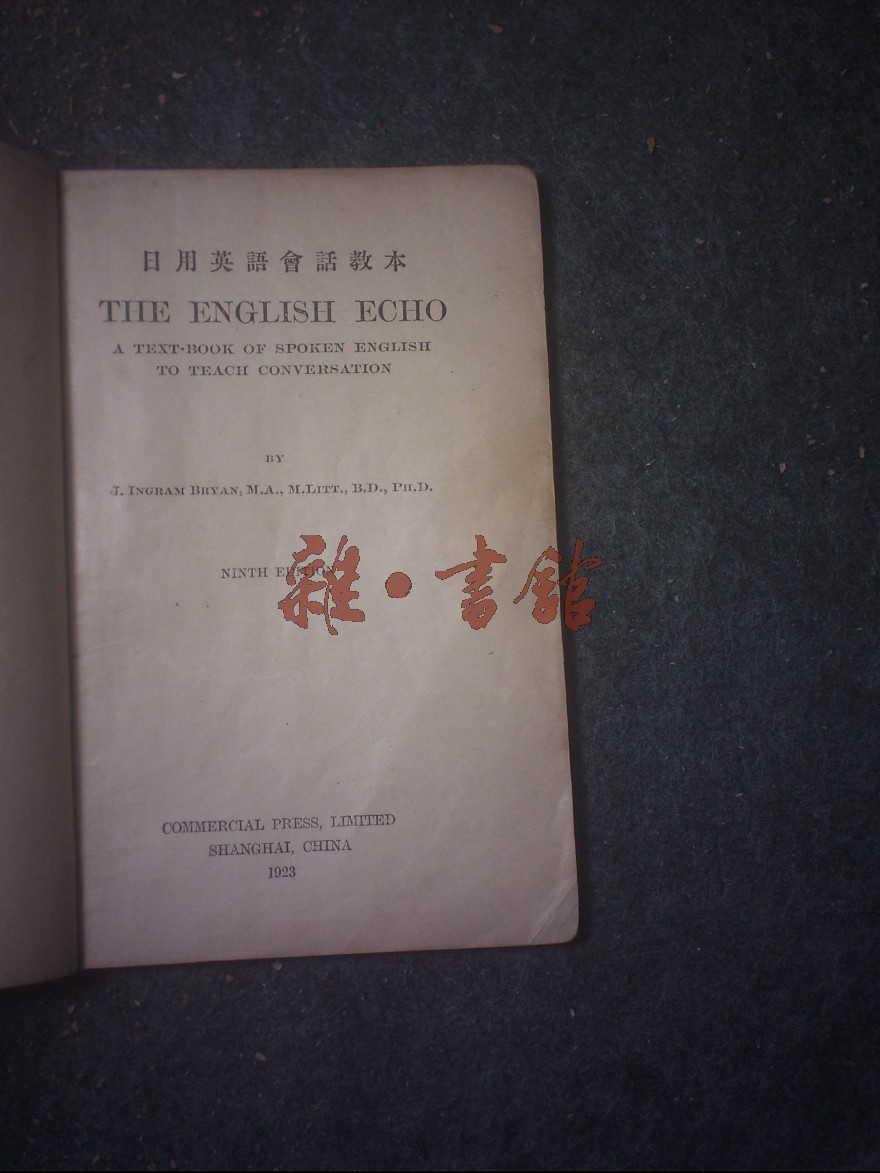 日用英語會話教本
THE ENGLISH ECHO
A TEXT-BOOK OF SPOKEN ENGLISH
TO TEACH CONVERSATION
BY
J. INGRAM BRYAN, M.A., M.LITT., B.D., PH.D.
NINTH EDITION
雜·書館
COMMERCIAL PRESS, LIMITED
SHANGHAI, CHINA
1923